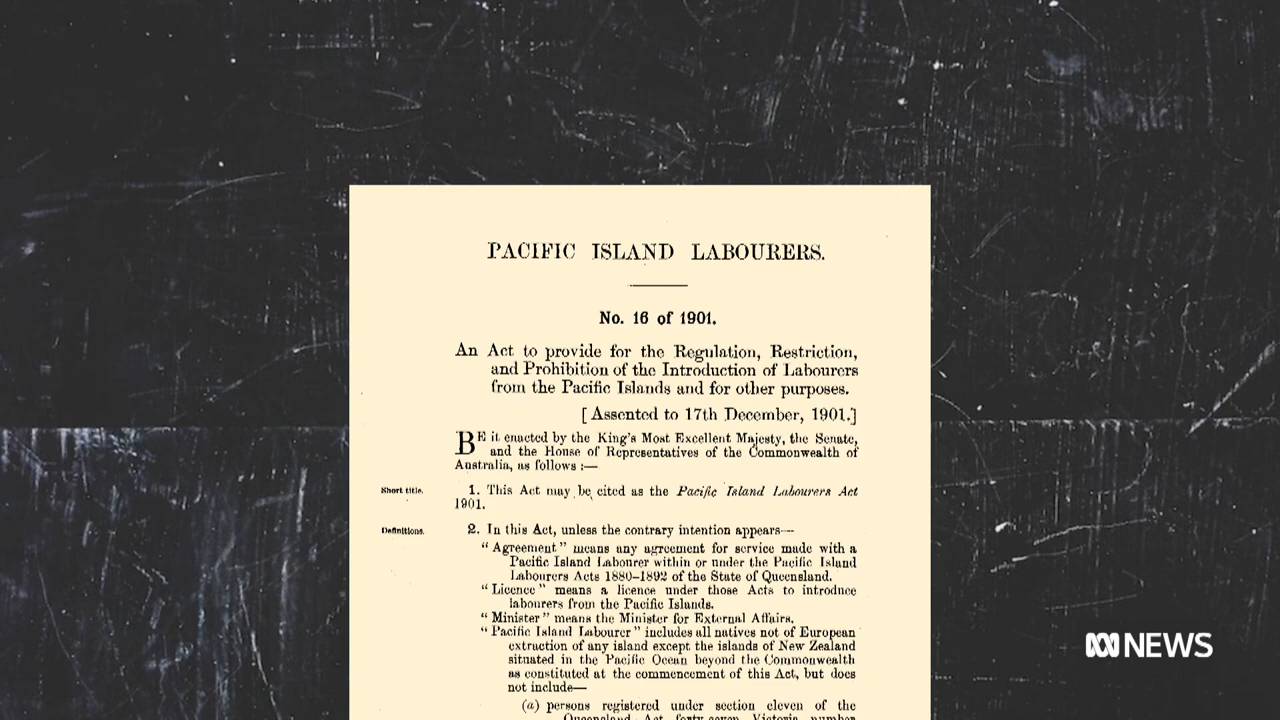 PACIFIC ISLAND LABOURERS.
No. 16 of 1901.
An Act to provide for the Regulation, Restriction,
and Prohibition of the Introduction of Labourers
from the Pacific Islands and for other purposes.
[Assented to 17th December, 1901.]
BE it enacted by the King's Most Excellent Majesty, the Senate,
and the House of Representatives of the Commonwealth of
Australia, as follows :—
Short title.
1. This Act may be cited as the Pacific Island Labourers Act
1901.
Definitions.
2. In this Act, unless the contrary intention appears—
"Agreement" means any agreement for service made with a
Pacific Island Labourer within or under the Pacific Island
Labourers Acts 1880–1892 of the State of Queensland.
"Licence" means a licence under those Acts to introduce
labourers from the Pacific Islands.
"Minister" means the Minister for External Affairs.
"Pacific Island Labourer" includes all natives not of European
extraction of any island except the islands of New Zealand
situated in the Pacific Ocean beyond the Commonwealth
as constituted at the commencement of this Act, but does
not include—
(a) persons registered under section eleven of the
Queensland Act forty-seven Victoria number
NEWS